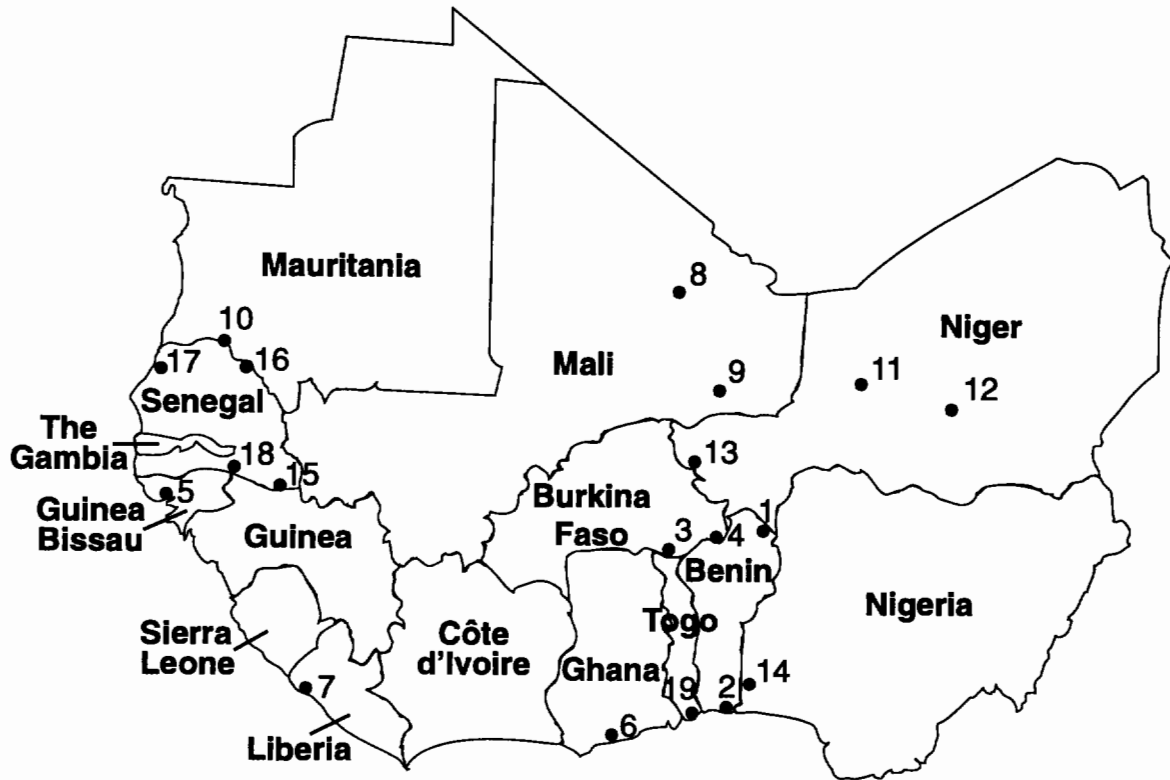 Mauritania
8
Niger
10
17
16
Mali
9
11
12
Senegal
The
Gambia
18
15
13
5
Guinea
Bissau
Burkina
Faso
Guinea
3
4
1
Benin
Nigeria
Togo
Sierra
Leone
Côte
d'Ivoire
Ghana
7
19
2
14
6
Liberia